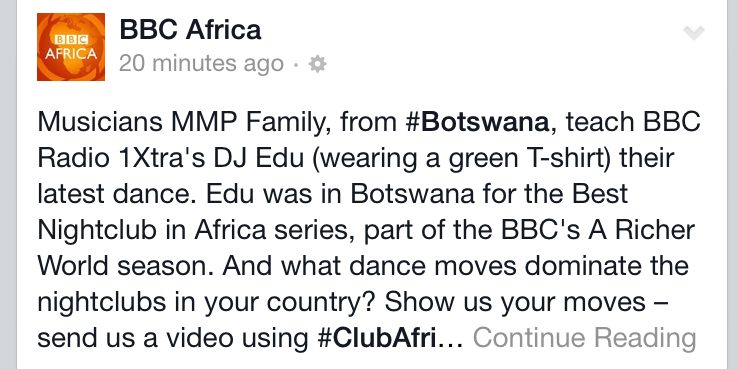 BBC
AFRICA
BBC Africa
20 minutes ago ·
Musicians MMP Family, from #Botswana, teach BBC
Radio 1Xtra's DJ Edu (wearing a green T-shirt) their
latest dance. Edu was in Botswana for the Best
Nightclub in Africa series, part of the BBC's A Richer
World season. And what dance moves dominate the
nightclubs in your country? Show us your moves –
send us a video using #ClubAfri... Continue Reading